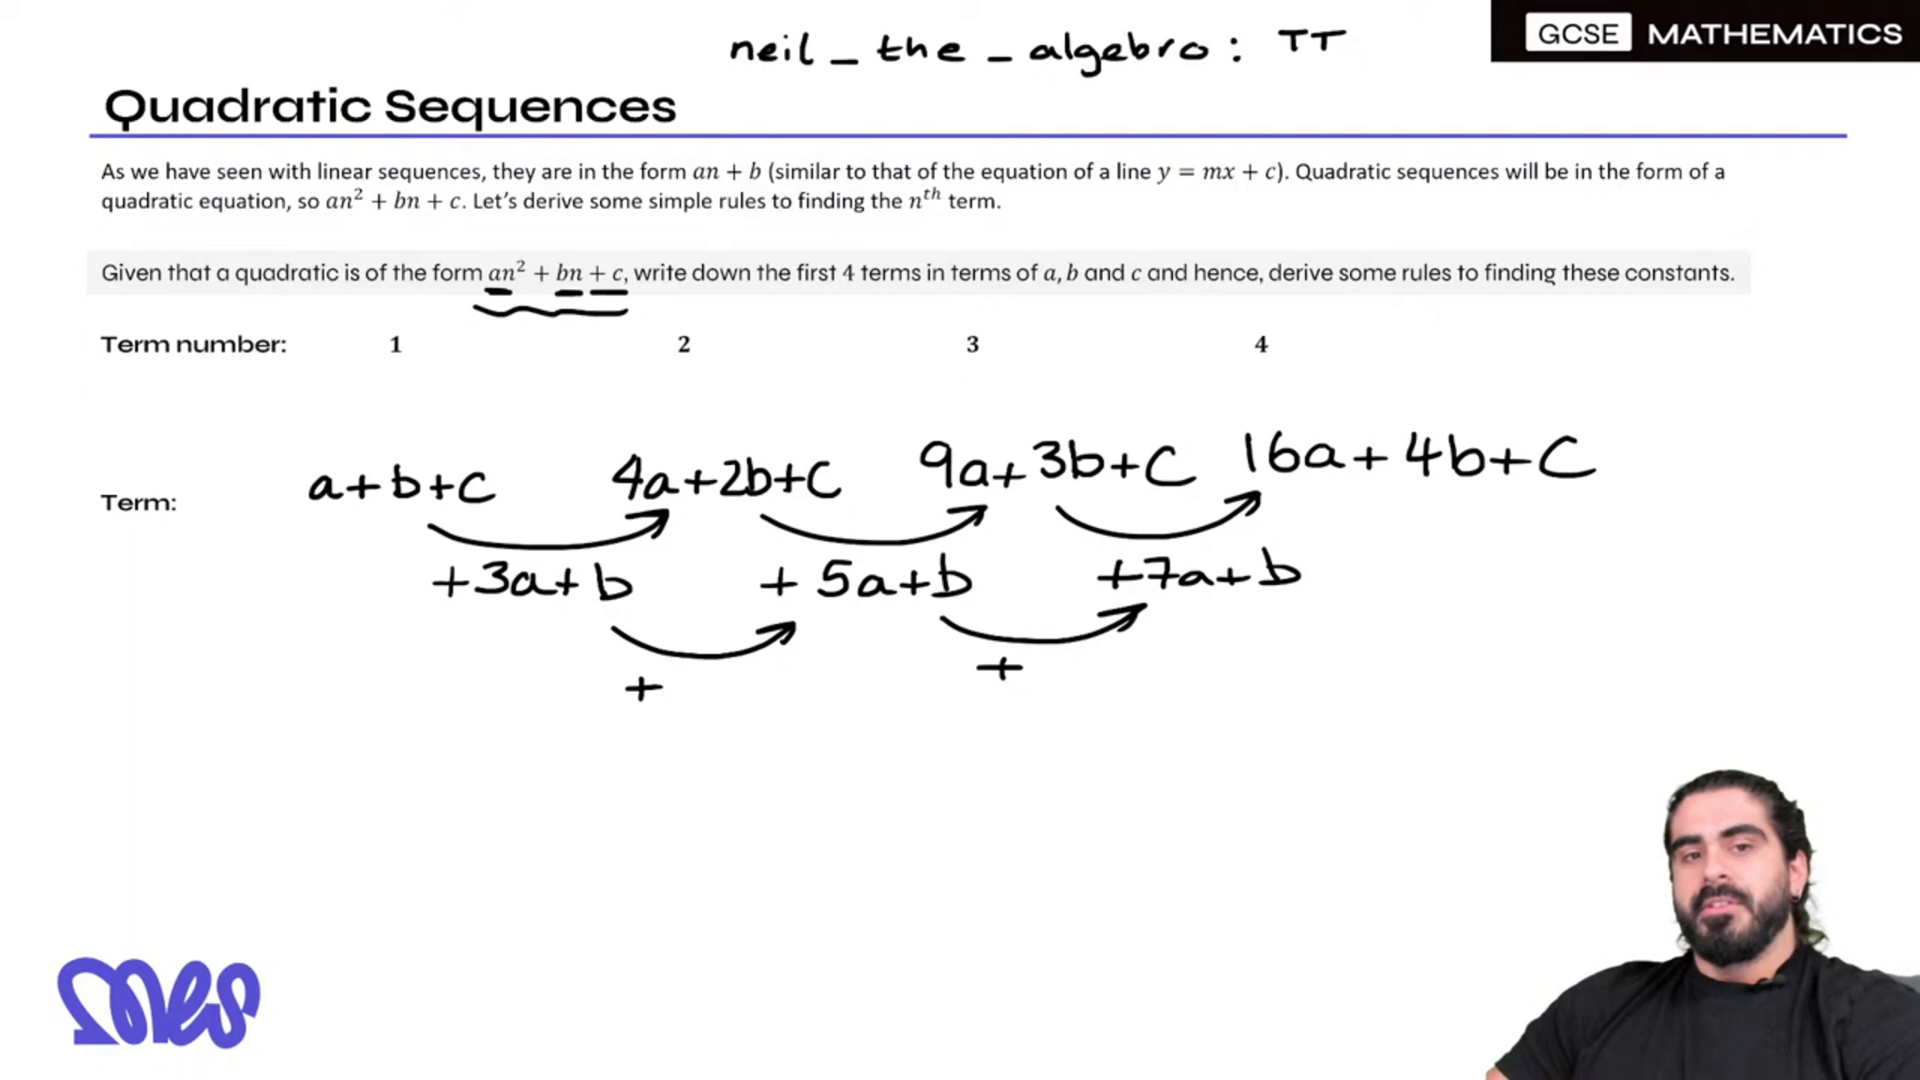 neil_the_algebro: TT
GCSE MATHEMATICS
Quadratic Sequences
As we have seen with linear sequences, they are in the form an + b (similar to that of the equation of a line y = mx + c). Quadratic sequences will be in the form of a
quadratic equation, so an² + bn + c. Let's derive some simple rules to finding the nᵗʰ term.
Given that a quadratic is of the form an² + bn + c, write down the first 4 terms in terms of a, b and c and hence, derive some rules to finding these constants.
Term number: 1 2 3 4
Term: a+b+c 4a+2b+c 9a+3b+c 16a+4b+c
+3a+b +5a+b +7a+b
+ +
mes